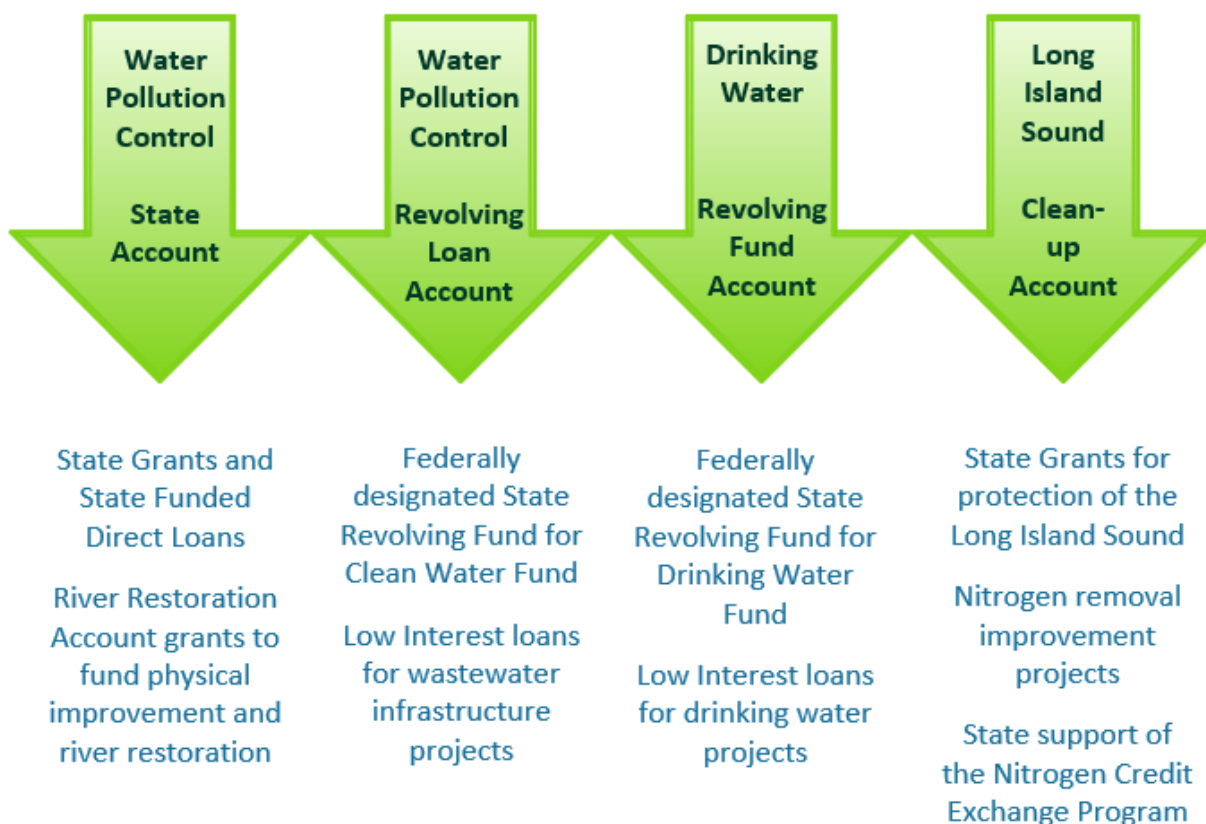 Water
Pollution
Control
State
Account
Water
Pollution
Control
Revolving
Loan
Account
Drinking
Water
Revolving
Fund
Account
Long
Island
Sound
Clean-
up
Account
State Grants and
State Funded
Direct Loans
River Restoration
Account grants to
fund physical
improvement and
river restoration
Federally
designated State
Revolving Fund for
Clean Water Fund
Low Interest loans
for wastewater
infrastructure
projects
Federally
designated State
Revolving Fund for
Drinking Water
Fund
Low Interest loans
for drinking water
projects
State Grants for
protection of the
Long Island Sound
Nitrogen removal
improvement
projects
State support of
the Nitrogen Credit
Exchange Program